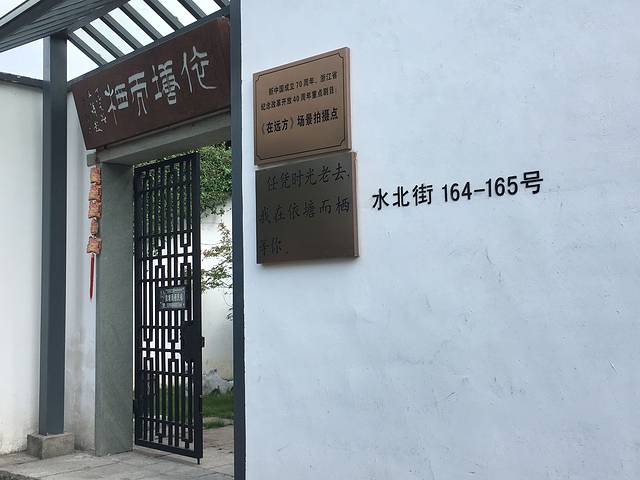 依塘而栖
新中国成立70周年、浙江省
纪念改革开放40周年重点剧目:
《在远方》场景拍摄点
任凭时光老去,
我在依塘而栖
等你。
水北街 164-165号